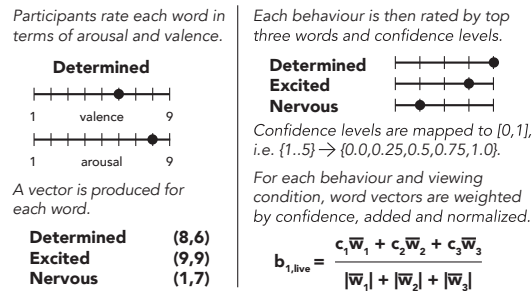 Participants rate each word in
terms of arousal and valence.
Determined
1 valence 9
1 arousal 9
A vector is produced for
each word.
Determined (8,6)
Excited (9,9)
Nervous (1,7)
Each behaviour is then rated by top
three words and confidence levels.
Determined
Excited
Nervous
Confidence levels are mapped to [0,1],
i.e. {1..5} → {0.0,0.25,0.5,0.75,1.0}.
For each behaviour and viewing
condition, word vectors are weighted
by confidence, added and normalized.
b₁,live = (c₁w̅₁ + c₂w̅₂ + c₃w̅₃) / (|w̅₁| + |w̅₂| + |w̅₃|)